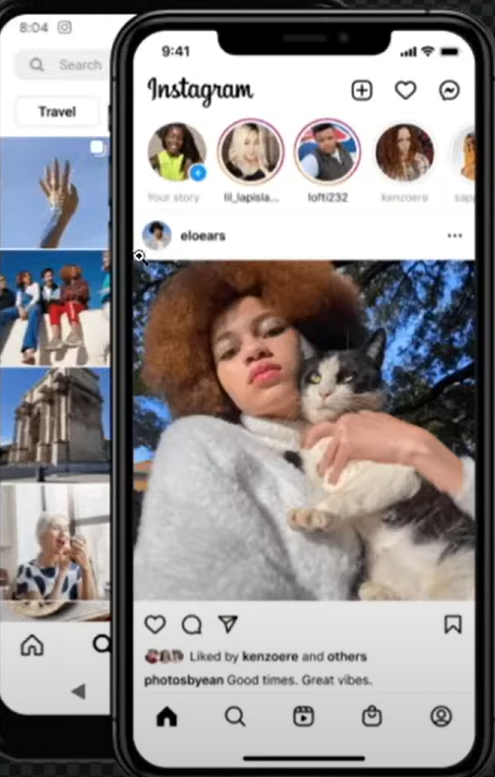 8:04
Search
Travel
9:41
Instagram
Your story
lil_lapisla...
lofti232
kenzoere
eloears
Liked by kenzoere and others
photosbyean Good times. Great vibes.